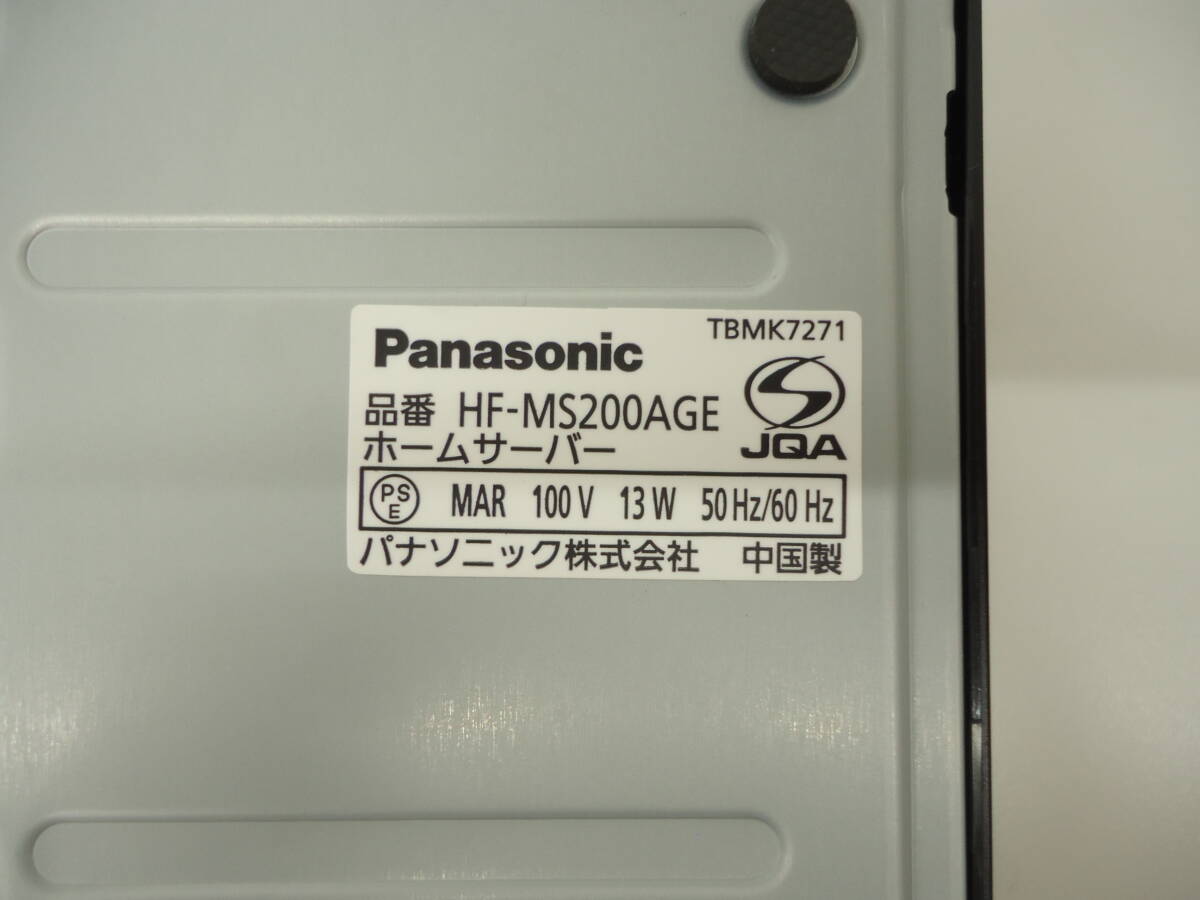 TBMK7271
Panasonic
品番 HF-MS200AGE
ホームサーバー
JQA
PS E MAR 100 V 13 W 50 Hz/60 Hz
パナソニック株式会社 中国製